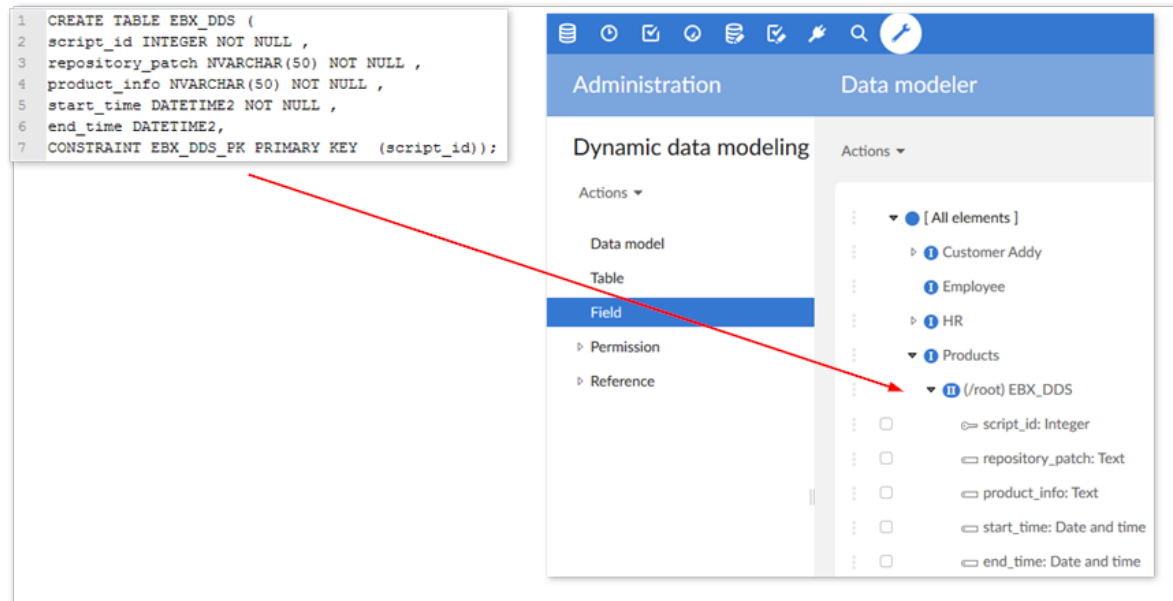 1 CREATE TABLE EBX_DDS (
2 script_id INTEGER NOT NULL ,
3 repository_patch NVARCHAR(50) NOT NULL ,
4 product_info NVARCHAR(50) NOT NULL ,
5 start_time DATETIME2 NOT NULL ,
6 end_time DATETIME2,
7 CONSTRAINT EBX_DDS_PK PRIMARY KEY (script_id));
Administration
Data modeler
Dynamic data modeling
Actions
Data model
Table
Field
Permission
Reference
Actions
[ All elements ]
I Customer Addy
I Employee
I HR
I Products
II (/root) EBX_DDS
script_id: Integer
repository_patch: Text
product_info: Text
start_time: Date and time
end_time: Date and time